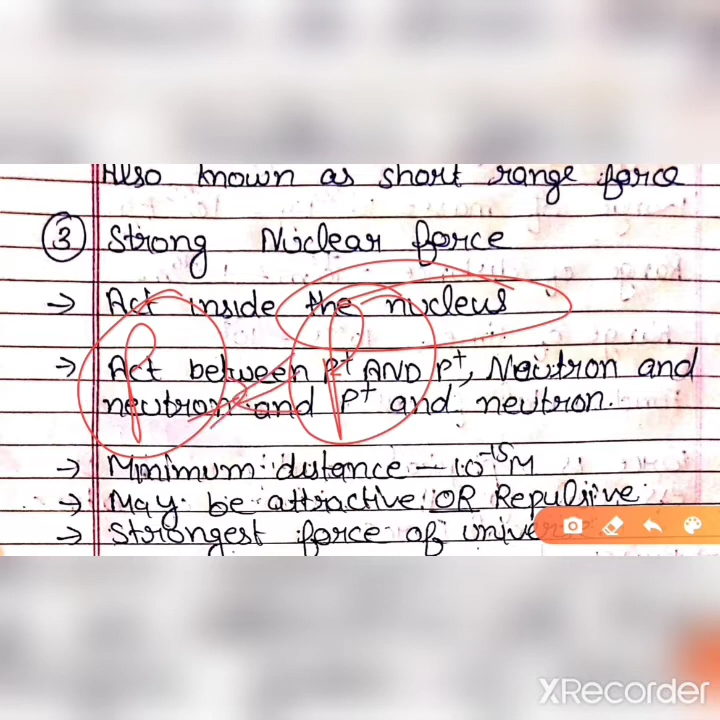 Also known as short range force
3 Strong Nuclear force
→ Act inside the nucleus
→ Act between P⁺ AND P⁺, Neutron and
neutron and P⁺ and neutron.
→ Minimum distance – 10⁻¹⁵M
→ May be attractive OR Repulsive
→ Strongest force of unive
P P
XRecorder